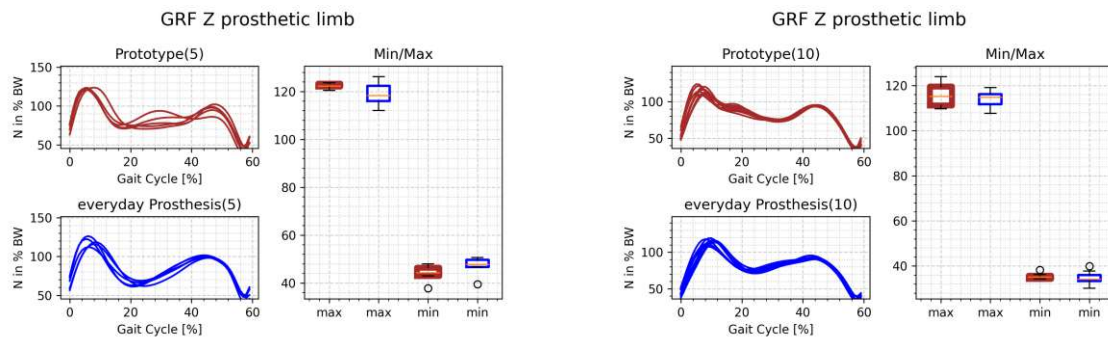 GRF Z prosthetic limb
Prototype(5)
Min/Max
N in % BW
150
100
50
0
20
40
60
Gait Cycle [%]
everyday Prosthesis(5)
N in % BW
150
100
50
0
20
40
60
Gait Cycle [%]
120
100
80
60
40
max
max
min
min
GRF Z prosthetic limb
Prototype(10)
Min/Max
N in % BW
100
50
0
20
40
60
Gait Cycle [%]
everyday Prosthesis(10)
N in % BW
100
50
0
20
40
60
Gait Cycle [%]
120
100
80
60
40
max
max
min
min